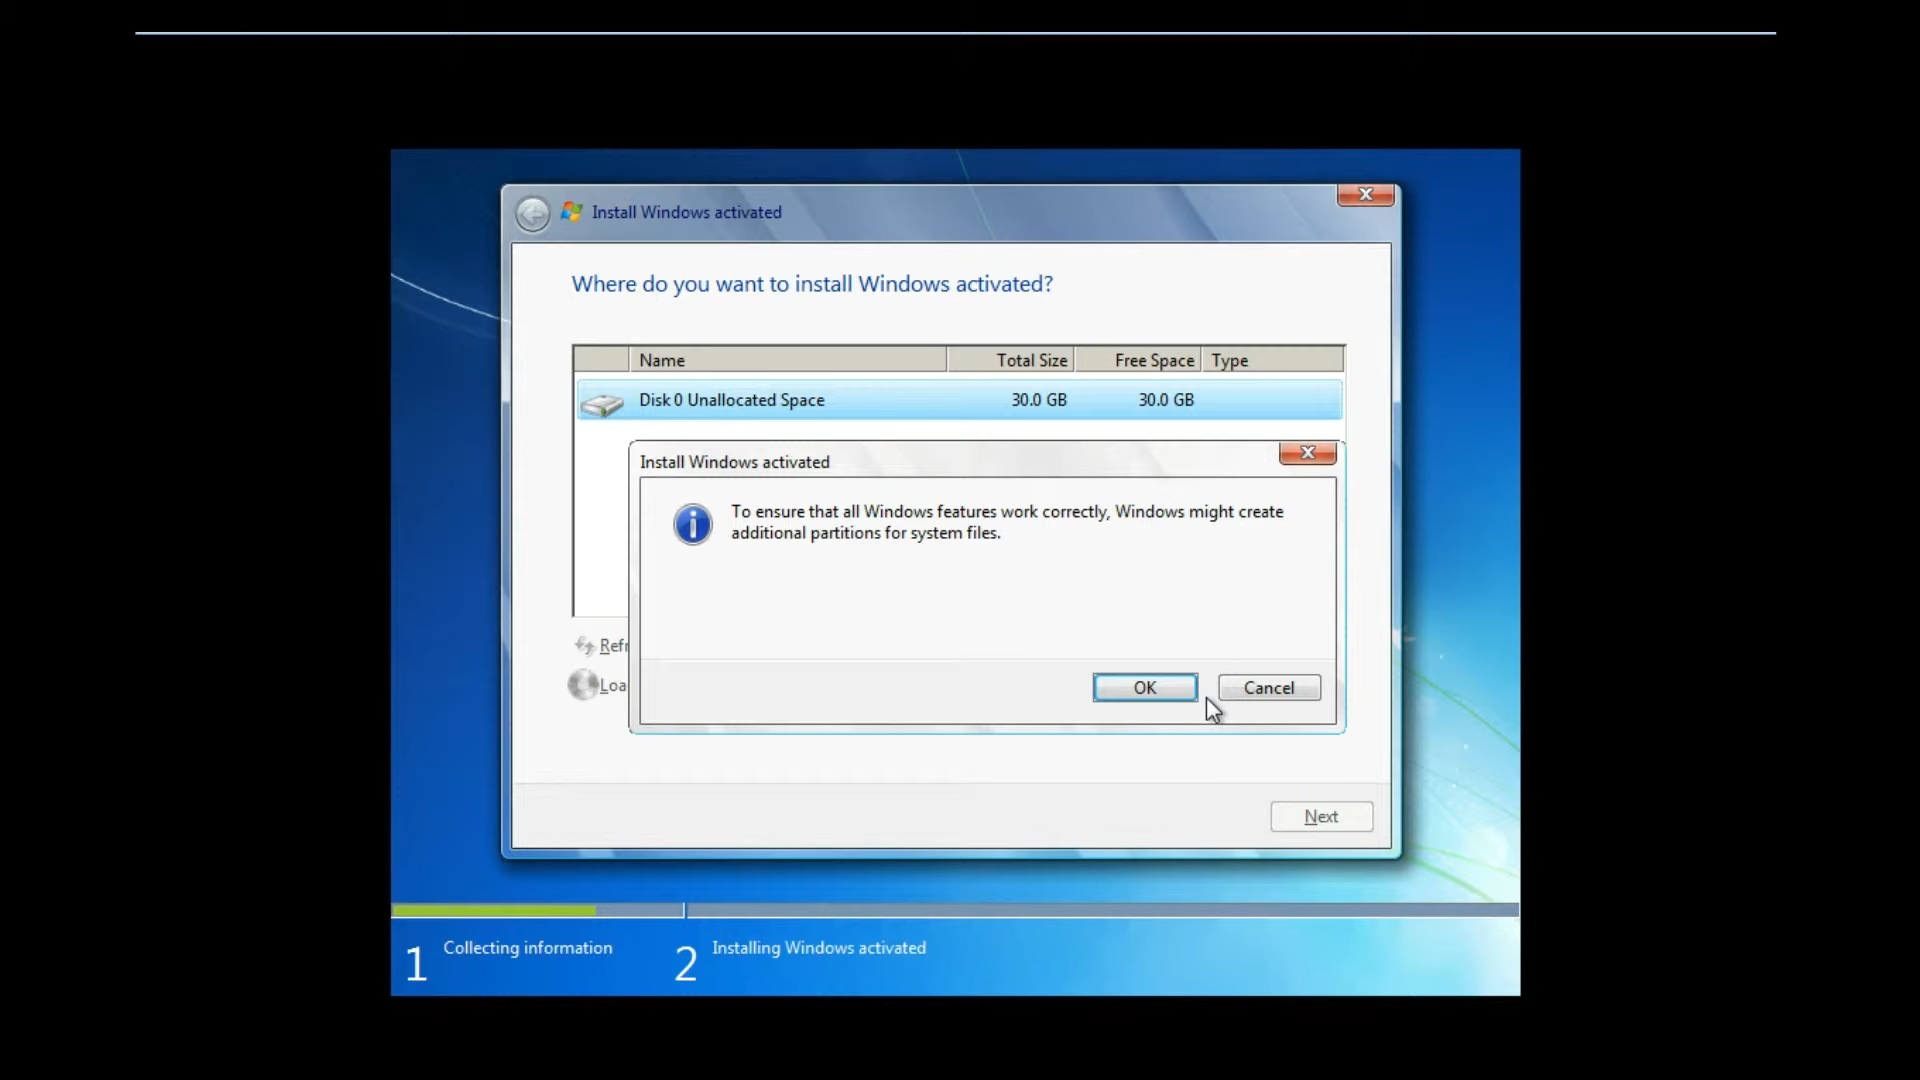 Install Windows activated
Where do you want to install Windows activated?
Name Total Size Free Space Type
Disk 0 Unallocated Space 30.0 GB 30.0 GB
Install Windows activated
To ensure that all Windows features work correctly, Windows might create
additional partitions for system files.
Refr
Loa
OK Cancel
Next
1 Collecting information 2 Installing Windows activated